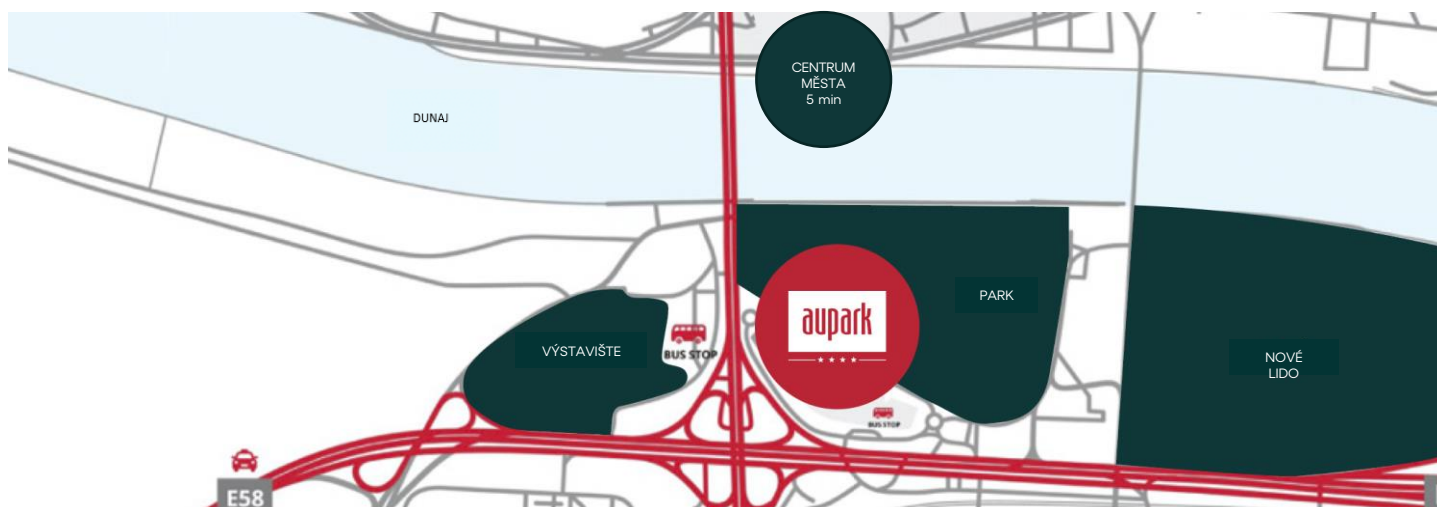 CENTRUM
MĚSTA
5 min
DUNAJ
PARK
aupark
VÝSTAVIŠTE
BUS STOP
NOVÉ
LIDO
BUS STOP
E58